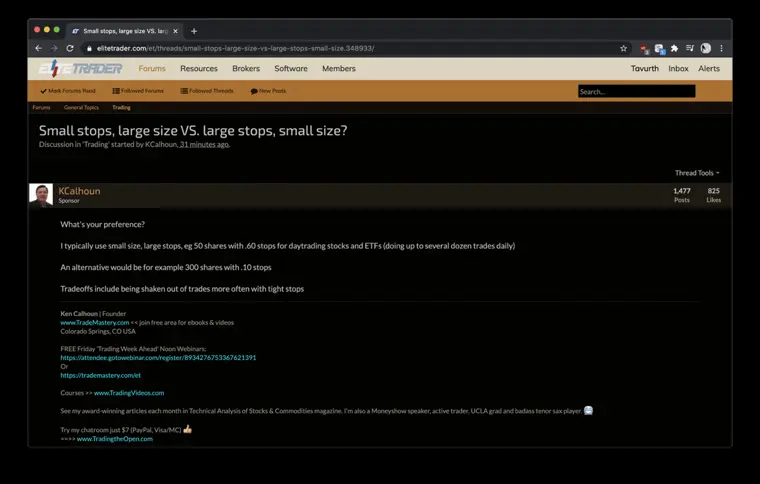 Small stops, large size VS. larg
elitetrader.com/et/threads/small-stops-large-size-vs-large-stops-small-size.348933/
ELITE TRADER Forums Resources Brokers Software Members Tavurth Inbox Alerts
Mark Forums Read Followed Forums Followed Threads New Posts Search...
Forums General Topics Trading
Small stops, large size VS. large stops, small size?
Discussion in 'Trading' started by KCalhoun, 31 minutes ago.
Thread Tools
KCalhoun 1,477 825
Sponsor Posts Likes
What's your preference?
I typically use small size, large stops, eg 50 shares with .60 stops for daytrading stocks and ETFs (doing up to several dozen trades daily)
An alternative would be for example 300 shares with .10 stops
Tradeoffs include being shaken out of trades more often with tight stops
Ken Calhoun | Founder
www.TradeMastery.com << join free area for ebooks & videos
Colorado Springs, CO USA
FREE Friday 'Trading Week Ahead' Noon Webinars:
https://attendee.gotowebinar.com/register/8934276753367621391
Or
https://trademastery.com/et
Courses >> www.TradingVideos.com
See my award-winning articles each month in Technical Analysis of Stocks & Commodities magazine. I'm also a Moneyshow speaker, active trader, UCLA grad and badass tenor sax player.
Try my chatroom just $7 (PayPal, Visa/MC)
==>> www.TradingtheOpen.com